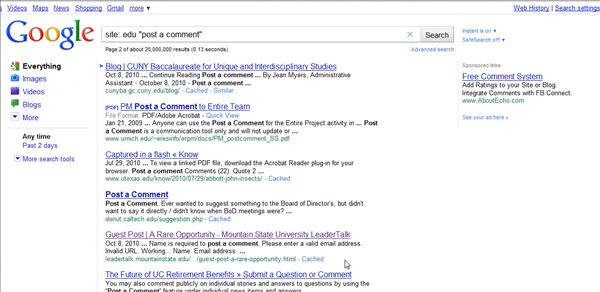 Videos Maps News Shopping Gmail more ▼ Web History | Search settings
Google
site:.edu "post a comment" × Search
Instant is on ▼
SafeSearch off ▼
Page 2 of about 20,000,000 results (0.13 seconds) Advanced search
Everything
Images
Videos
Blogs
More
Any time
Past 2 days
More search tools
Blog | CUNY Baccalaureate for Unique and Interdisciplinary Studies
Oct 8, 2010 ... Continue Reading Post a comment ... By Jean Myers, Administrative
Assistant - October 8, 2010 - Post a comment ...
cunyba.gc.cuny.edu/blog/ - Cached - Similar
[PDF] PM Post a Comment to Entire Team
File Format: PDF/Adobe Acrobat - Quick View
Jan 21, 2009 ... Anyone can use the Post a Comment for the Entire Project activity in ... Post
a Comment is a communication tool only and will not update or ...
www.umich.edu/~eresinfo/erpm/docs/PM_postcomment_SS.pdf
Captured in a flash « Know
Jul 29, 2010 ... To view a linked PDF file, download the Acrobat Reader plug-in for your
browser. Post a comment Comments (22). Quote 2 ...
www.utexas.edu/know/2010/07/29/abbott-john-insects/ - Cached
Post a Comment
Post a Comment. Ever wanted to suggest something to the Board of Director's, but didn't
want to say it directly / didn't know when BoD meetings were? ...
donut.caltech.edu/suggestion.php - Cached
Guest Post | A Rare Opportunity - Mountain State University LeaderTalk
Oct 8, 2010 ... Name is required to post a comment. Please enter a valid email address.
Invalid URL. Working... Name: Email address: ...
leadertalk.mountainstate.edu/.../guest-post-a-rare-opportunity.html - Cached
The Future of UC Retirement Benefits » Submit a Question or Comment
You may also comment publicly on individual stories and answers to questions by using the
"Post a Comment" feature under individual news items and answers.
Sponsored links
Free Comment System
Add Ratings to your Site or Blog.
Integrate Comments with FB Connect.
www.AboutEcho.com
See your ad here »